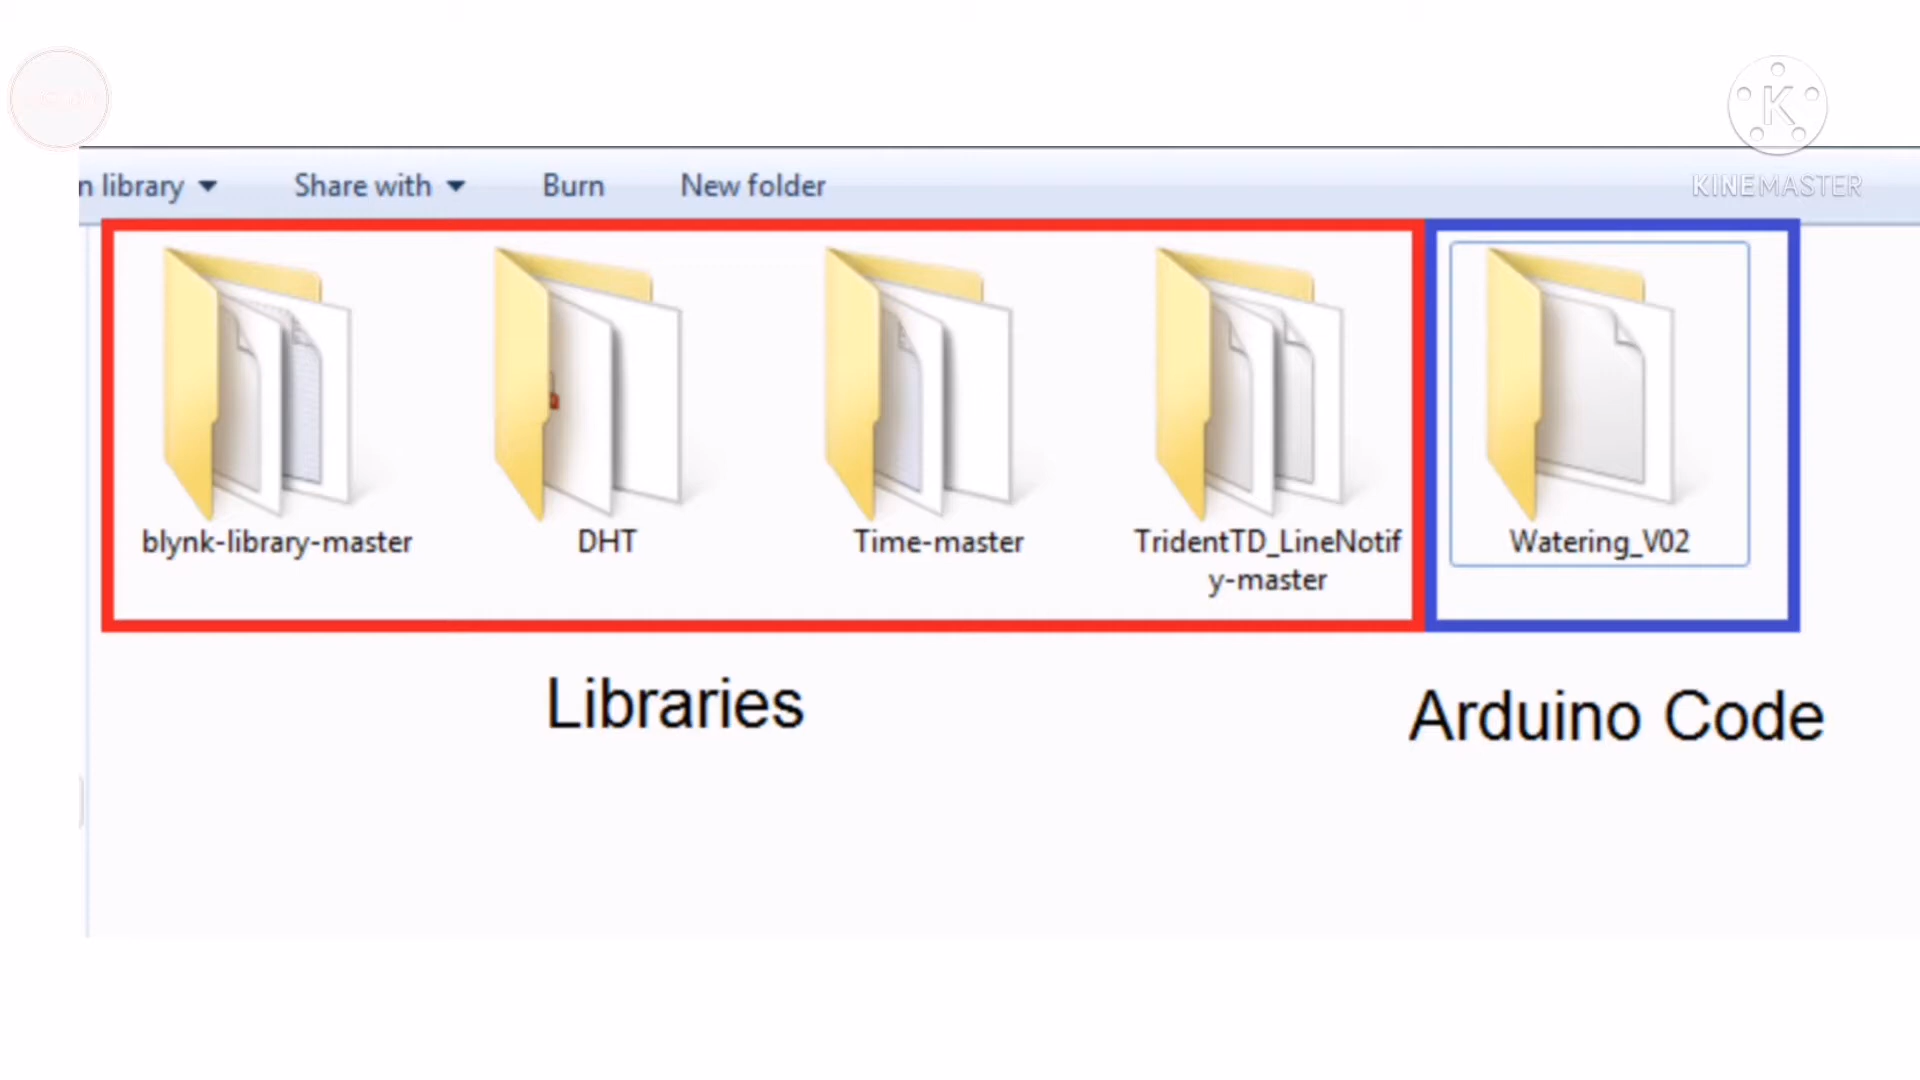 KINEMASTER
n library
Share with
Burn
New folder
blynk-library-master
DHT
Time-master
TridentTD_LineNotif
y-master
Watering_V02
Libraries
Arduino Code